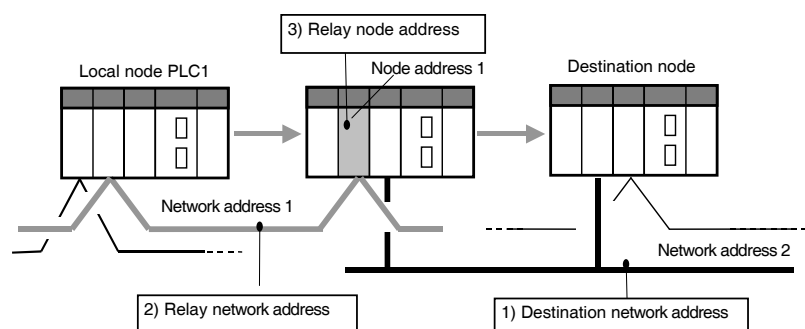 3) Relay node address
Local node PLC1
Node address 1
Destination node
Network address 1
Network address 2
2) Relay network address
1) Destination network address